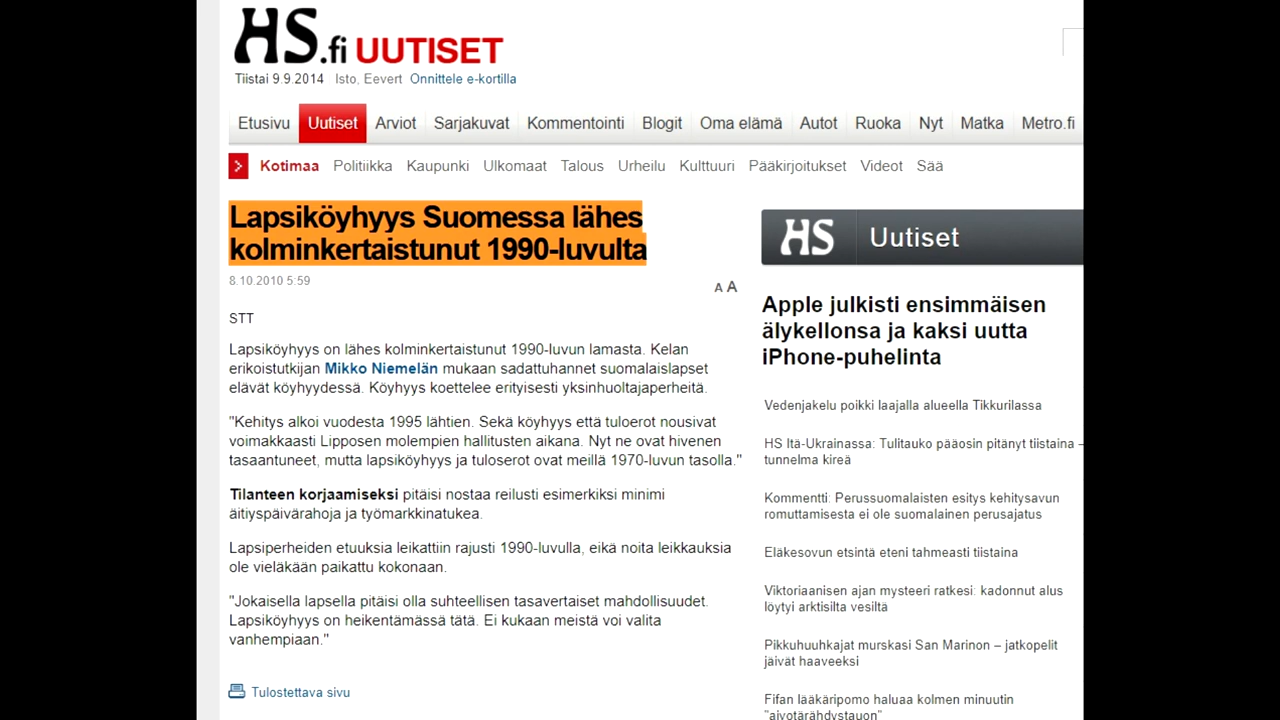 HS.fi UUTISET
Tiistai 9.9.2014 Isto, Eevert Onnittele e-kortilla
Etusivu Uutiset Arviot Sarjakuvat Kommentointi Blogit Oma elämä Autot Ruoka Nyt Matka Metro.fi
Kotimaa Politiikka Kaupunki Ulkomaat Talous Urheilu Kulttuuri Pääkirjoitukset Videot Sää
Lapsiköyhyys Suomessa lähes
kolminkertaistunut 1990-luvulta
8.10.2010 5:59
A A
STT
Lapsiköyhyys on lähes kolminkertaistunut 1990-luvun lamasta. Kelan
erikoistutkijan Mikko Niemelän mukaan sadattuhannet suomalaislapset
elävät köyhyydessä. Köyhyys koettelee erityisesti yksinhuoltajaperheitä.
"Kehitys alkoi vuodesta 1995 lähtien. Sekä köyhyys että tuloerot nousivat
voimakkaasti Lipposen molempien hallitusten aikana. Nyt ne ovat hivenen
tasaantuneet, mutta lapsiköyhyys ja tuloserot ovat meillä 1970-luvun tasolla."
Tilanteen korjaamiseksi pitäisi nostaa reilusti esimerkiksi minimi
äitiyspäivärahoja ja työmarkkinatukea.
Lapsiperheiden etuuksia leikattiin rajusti 1990-luvulla, eikä noita leikkauksia
ole vieläkään paikattu kokonaan.
"Jokaisella lapsella pitäisi olla suhteellisen tasavertaiset mahdollisuudet.
Lapsiköyhyys on heikentämässä tätä. Ei kukaan meistä voi valita
vanhempiaan."
Tulostettava sivu
HS Uutiset
Apple julkisti ensimmäisen
älykellonsa ja kaksi uutta
iPhone-puhelinta
Vedenjakelu poikki laajalla alueella Tikkurilassa
HS Itä-Ukrainassa: Tulitauko pääosin pitänyt tiistaina –
tunnelma kireä
Kommentti: Perussuomalaisten esitys kehitysavun
romuttamisesta ei ole suomalainen perusajatus
Eläkesovun etsintä eteni tahmeasti tiistaina
Viktoriaanisen ajan mysteeri ratkesi: kadonnut alus
löytyi arktisilta vesiltä
Pikkuhuuhkajat murskasi San Marinon – jatkopelit
jäivät haaveeksi
Fifan lääkäripomo haluaa kolmen minuutin
"aivotärähdystauon"